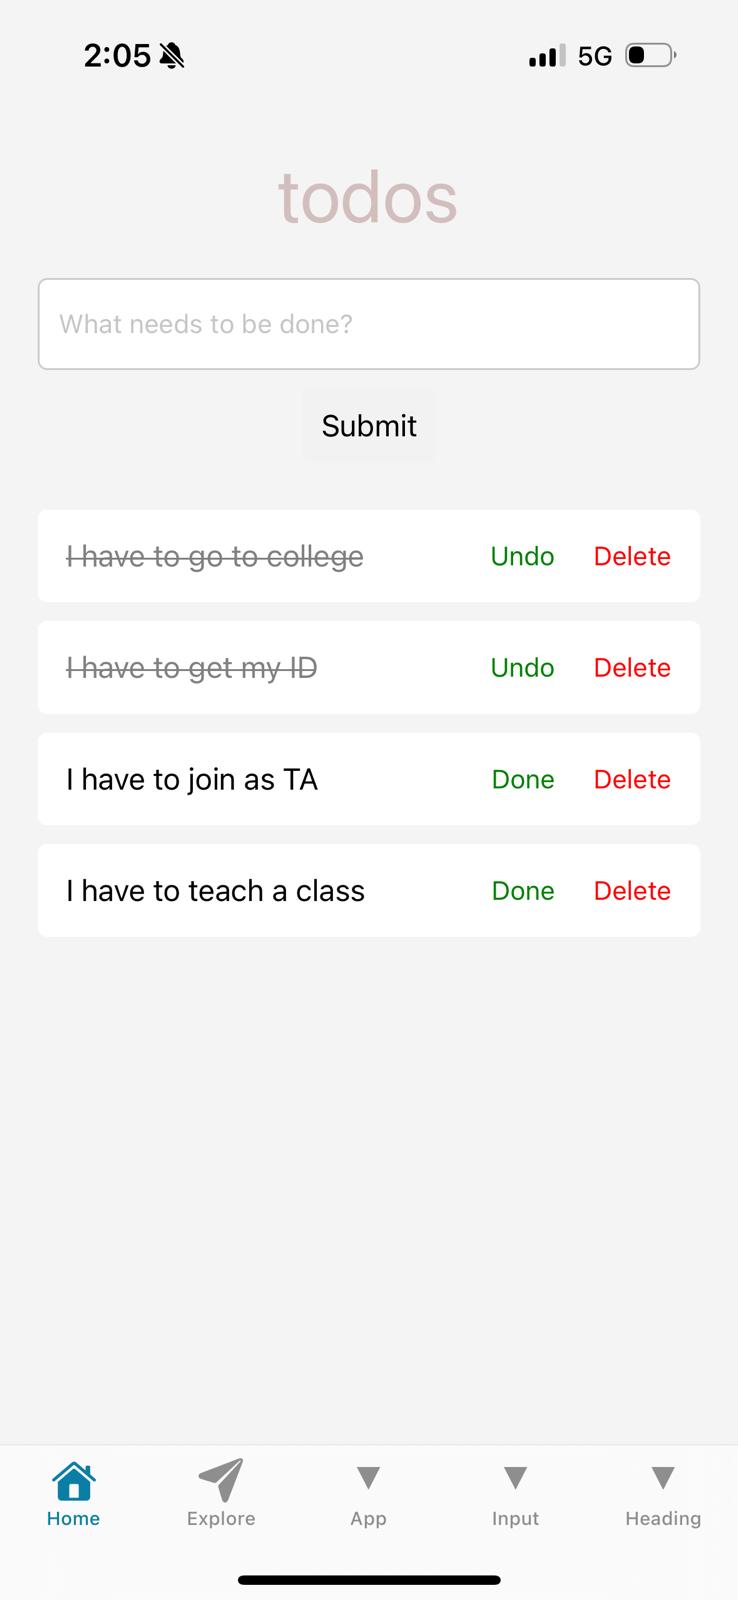 2:05 5G
todos
What needs to be done?
Submit
I have to go to college Undo Delete
I have to get my ID Undo Delete
I have to join as TA Done Delete
I have to teach a class Done Delete
Home Explore App Input Heading